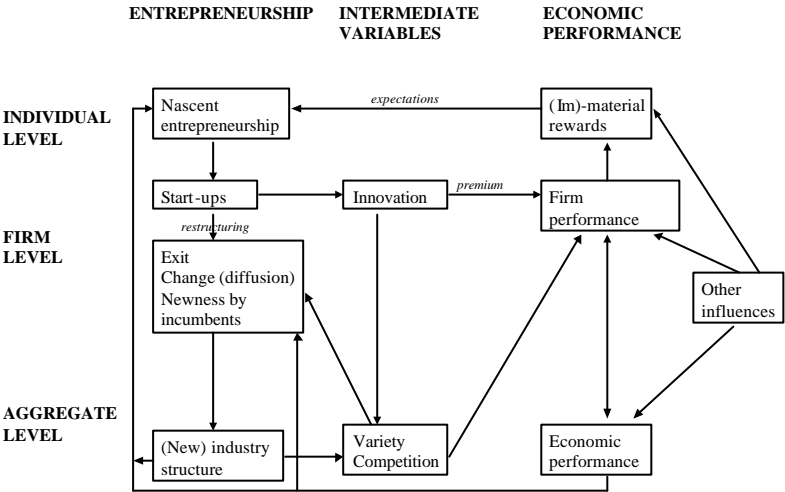 ENTREPRENEURSHIP
INTERMEDIATE
VARIABLES
ECONOMIC
PERFORMANCE
INDIVIDUAL
LEVEL
Nascent
entrepreneurship
expectations
(Im)-material
rewards
Start-ups
Innovation
premium
Firm
performance
restructuring
FIRM
LEVEL
Exit
Change (diffusion)
Newness by
incumbents
Other
influences
AGGREGATE
LEVEL
(New) industry
structure
Variety
Competition
Economic
performance